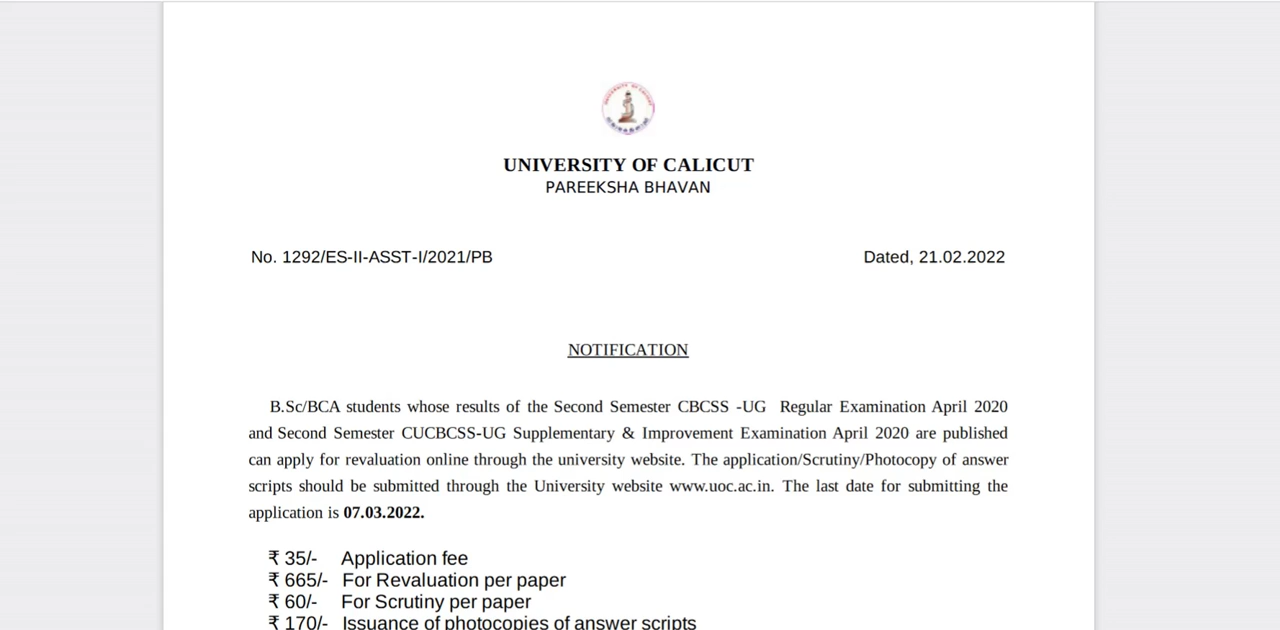 UNIVERSITY OF CALICUT
UNIVERSITY OF CALICUT
PAREEKSHA BHAVAN
No. 1292/ES-II-ASST-I/2021/PB Dated, 21.02.2022
NOTIFICATION
B.Sc/BCA students whose results of the Second Semester CBCSS -UG Regular Examination April 2020
and Second Semester CUCBCSS-UG Supplementary & Improvement Examination April 2020 are published
can apply for revaluation online through the university website. The application/Scrutiny/Photocopy of answer
scripts should be submitted through the University website www.uoc.ac.in. The last date for submitting the
application is 07.03.2022.
₹ 35/- Application fee
₹ 665/- For Revaluation per paper
₹ 60/- For Scrutiny per paper
₹ 170/- Issuance of photocopies of answer scripts